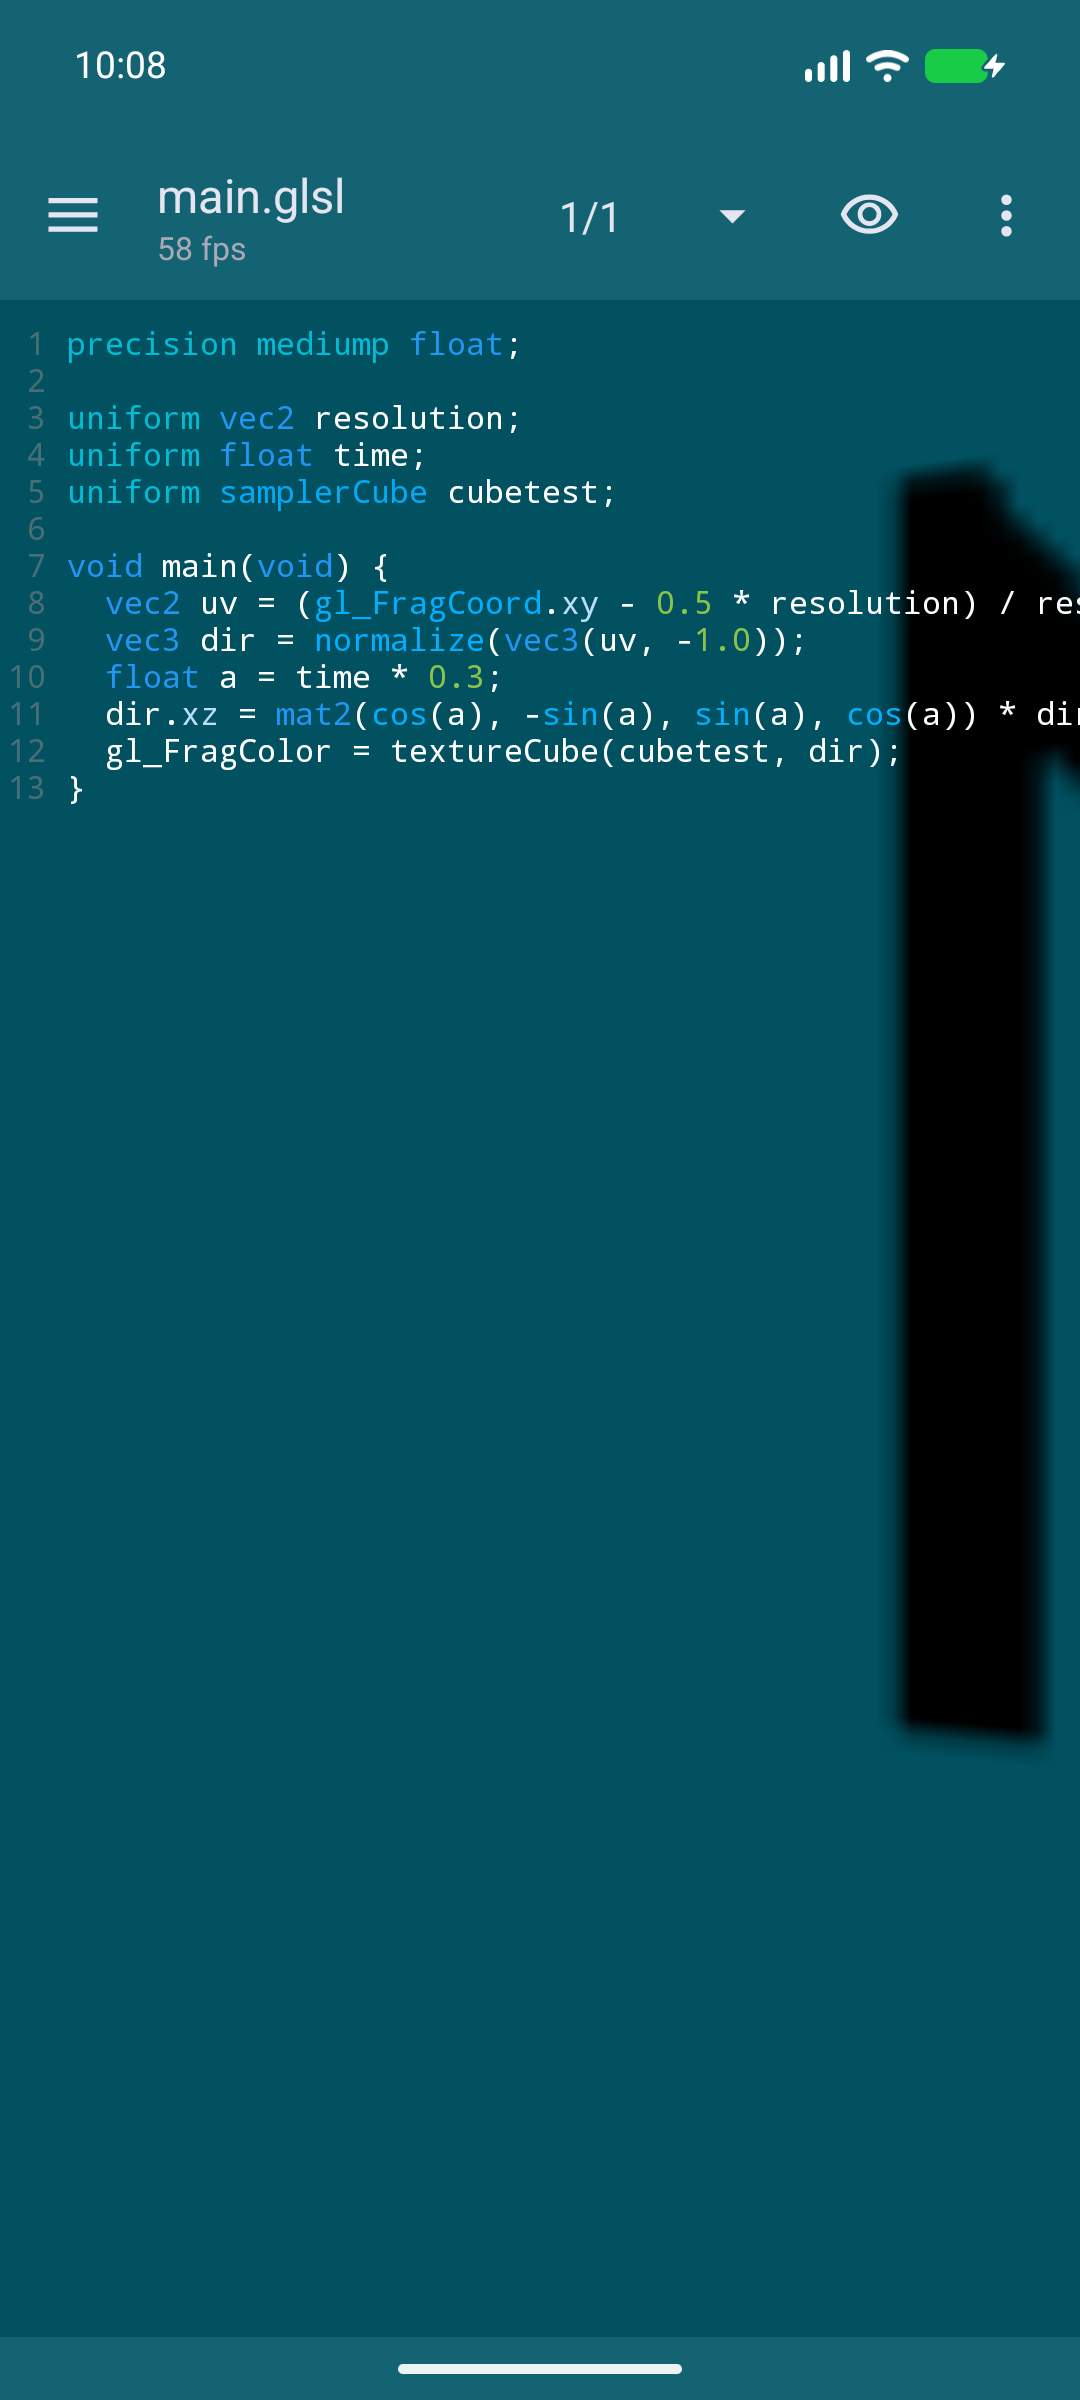 10:08
main.glsl
58 fps
1/1
1 precision mediump float;
2
3 uniform vec2 resolution;
4 uniform float time;
5 uniform samplerCube cubetest;
6
7 void main(void) {
8   vec2 uv = (gl_FragCoord.xy - 0.5 * resolution) / res
9   vec3 dir = normalize(vec3(uv, -1.0));
10   float a = time * 0.3;
11   dir.xz = mat2(cos(a), -sin(a), sin(a), cos(a)) * dir
12   gl_FragColor = textureCube(cubetest, dir);
13 }